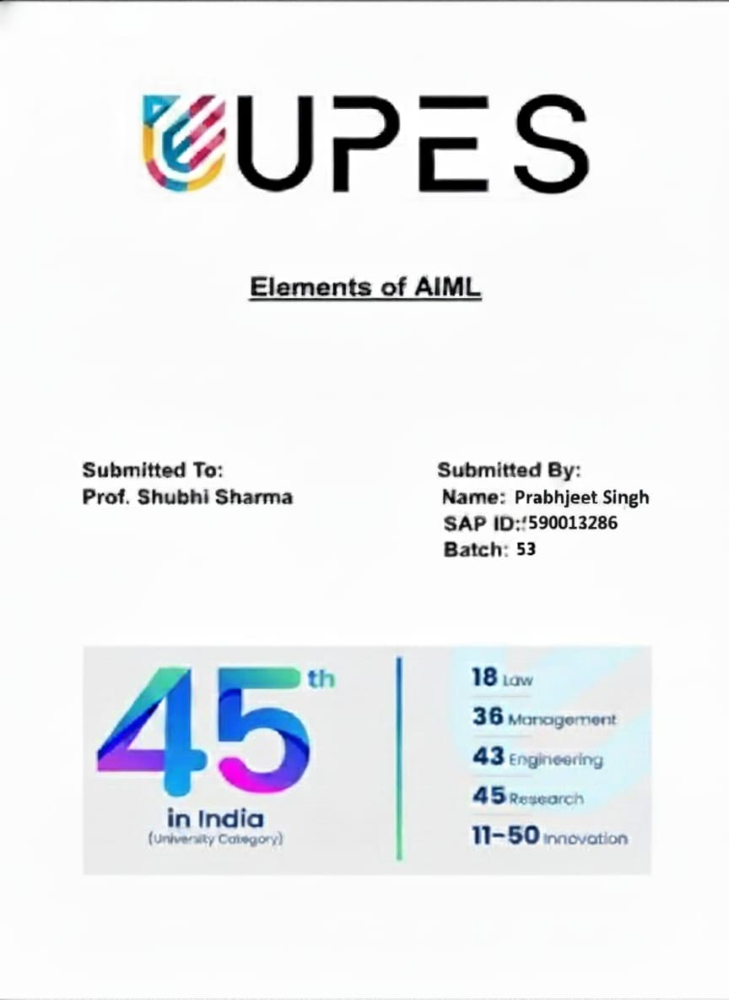 UPES
Elements of AIML
Submitted To:
Prof. Shubhi Sharma
Submitted By:
Name: Prabhjeet Singh
SAP ID: 590013286
Batch: 53
45th
in India
(University Category)
18 Law
36 Management
43 Engineering
45 Research
11-50 Innovation